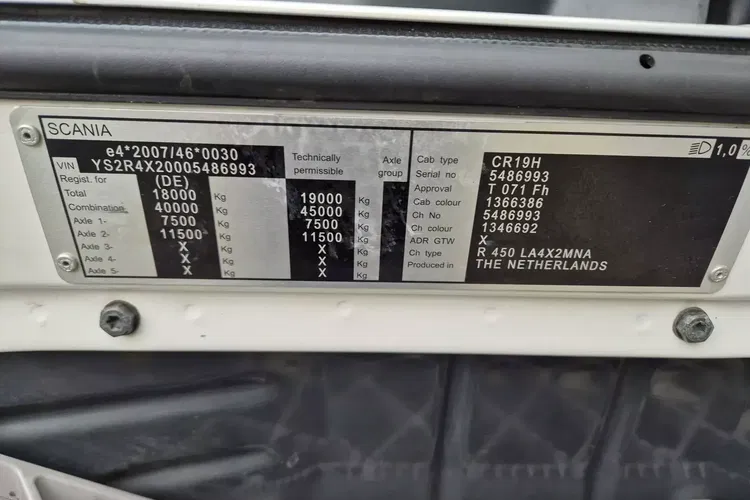 SCANIA
e4*2007/46*0030
VIN YS2R4X20005486993
Regist. for (DE) Technically permissible Axle group
Total 18000 Kg 19000 Kg
Combination 40000 Kg 45000 Kg
Axle 1- 7500 Kg 7500 Kg
Axle 2- 11500 Kg 11500 Kg
Axle 3- X Kg X Kg
Axle 4- X Kg X Kg
Axle 5- X Kg X Kg
Cab type CR19H
Serial no 5486993
Approval T 071 Fh
Cab colour 1366386
Ch No 5486993
Ch colour 1346692
ADR GTW X
Ch type R 450 LA4X2MNA
Produced in THE NETHERLANDS
1,0%